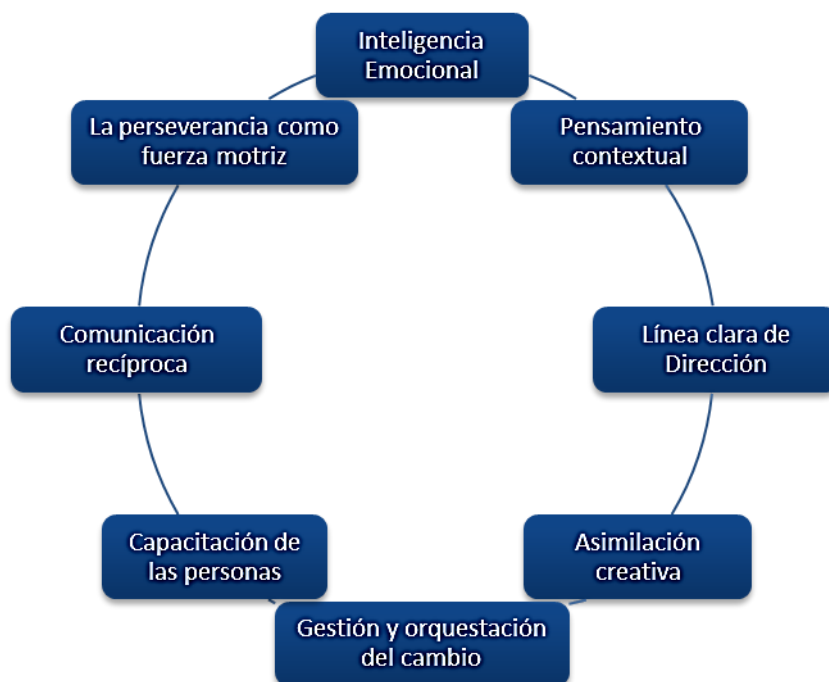 Inteligencia
Emocional
Pensamiento
contextual
Línea clara de
Dirección
Asimilación
creativa
Gestión y orquestación
del cambio
Capacitación de
las personas
Comunicación
recíproca
La perseverancia como
fuerza motriz